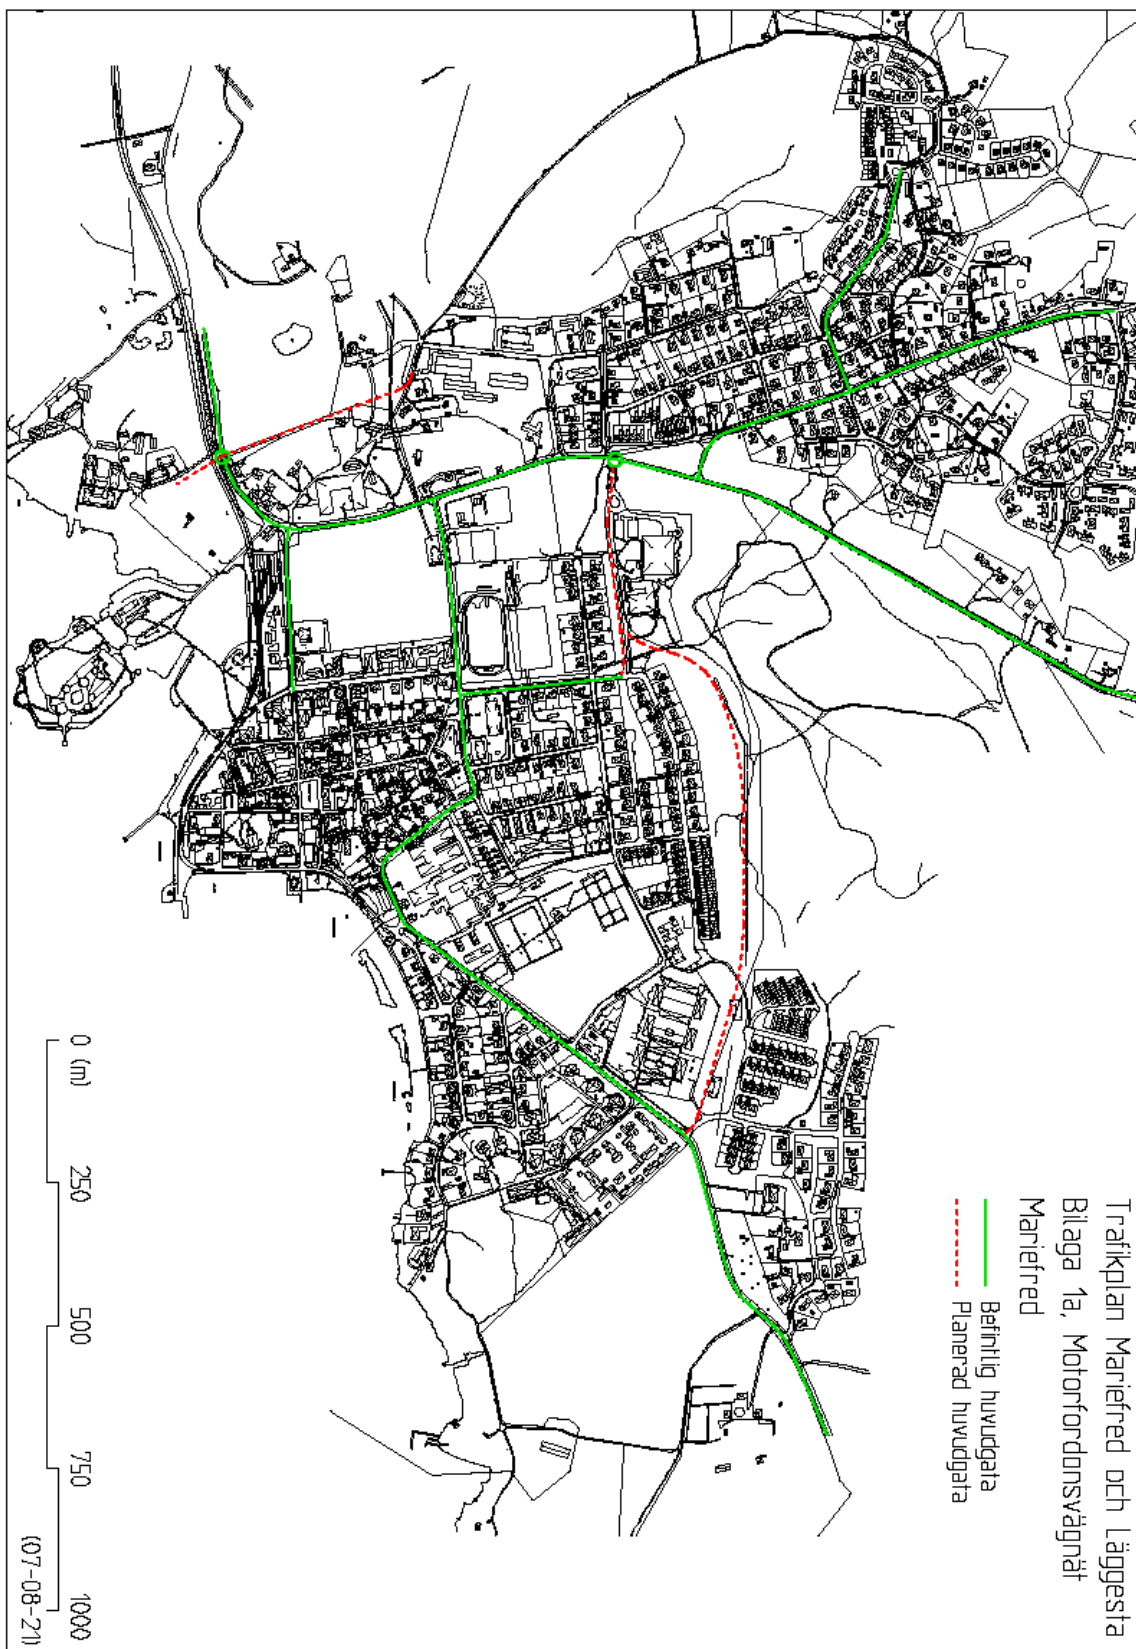 Trafikplan Mariefred och Läggesta
Bilaga 1a, Motorfordonsvägnät
Mariefred
Befintlig huvudgata
Planerad huvudgata
0 (m) 250 500 750 1000
(07-08-21)